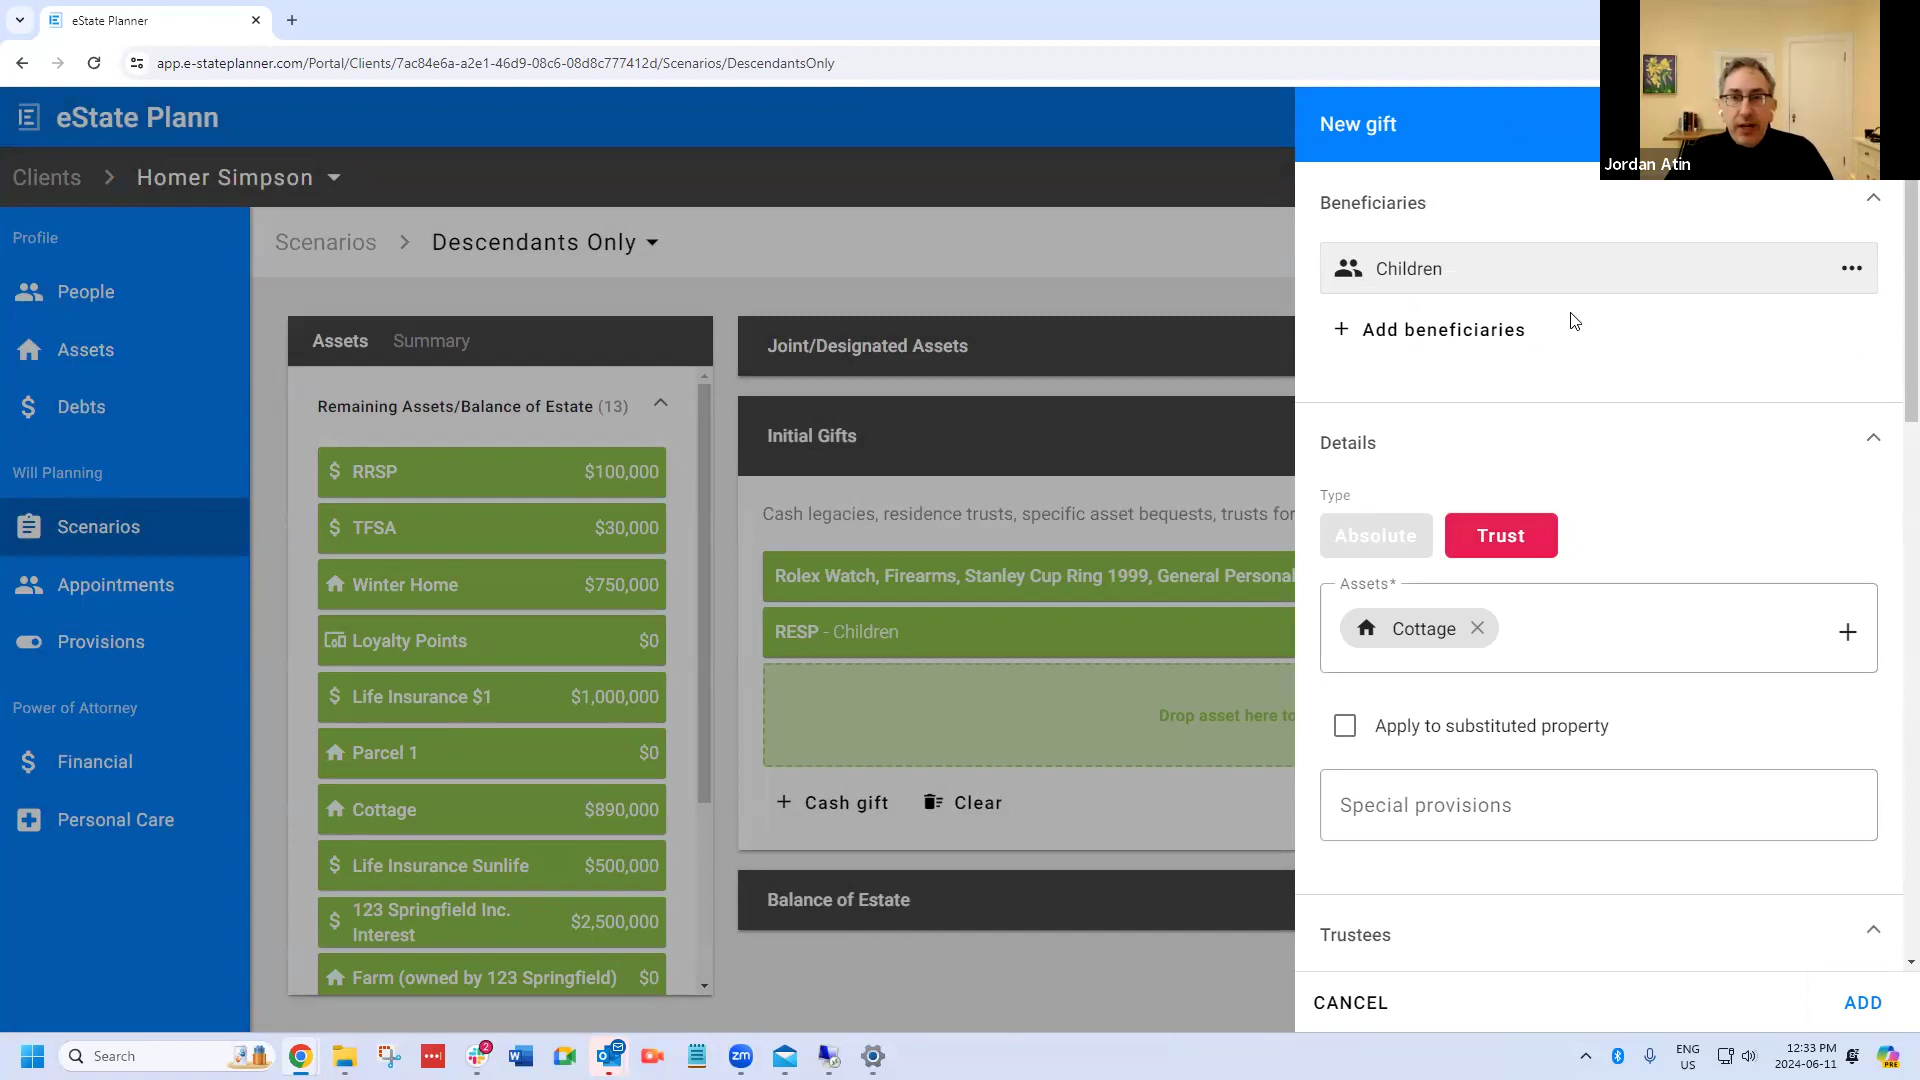 eState Planner
app.e-stateplanner.com/Portal/Clients/7ac84e6a-a2e1-46d9-08c6-08d8c777412d/Scenarios/DescendantsOnly
eState Plann
New gift
Jordan Atin
Clients > Homer Simpson
Profile
People
Assets
Debts
Will Planning
Scenarios
Appointments
Provisions
Power of Attorney
Financial
Personal Care
Scenarios > Descendants Only
Assets Summary
Remaining Assets/Balance of Estate (13)
$ RRSP $100,000
$ TFSA $30,000
Winter Home $750,000
Loyalty Points $0
$ Life Insurance $1 $1,000,000
Parcel 1 $0
Cottage $890,000
$ Life Insurance Sunlife $500,000
$ 123 Springfield Inc.
Interest $2,500,000
Farm (owned by 123 Springfield) $0
Joint/Designated Assets
Initial Gifts
Cash legacies, residence trusts, specific asset bequests, trusts for
Rolex Watch, Firearms, Stanley Cup Ring 1999, General Personal
RESP - Children
Drop asset here to
+ Cash gift Clear
Balance of Estate
Beneficiaries
Children
+ Add beneficiaries
Details
Type
Absolute Trust
Assets*
Cottage
Apply to substituted property
Special provisions
Trustees
CANCEL ADD
Search
2
zm
PRE
ENG
US
12:33 PM
2024-06-11